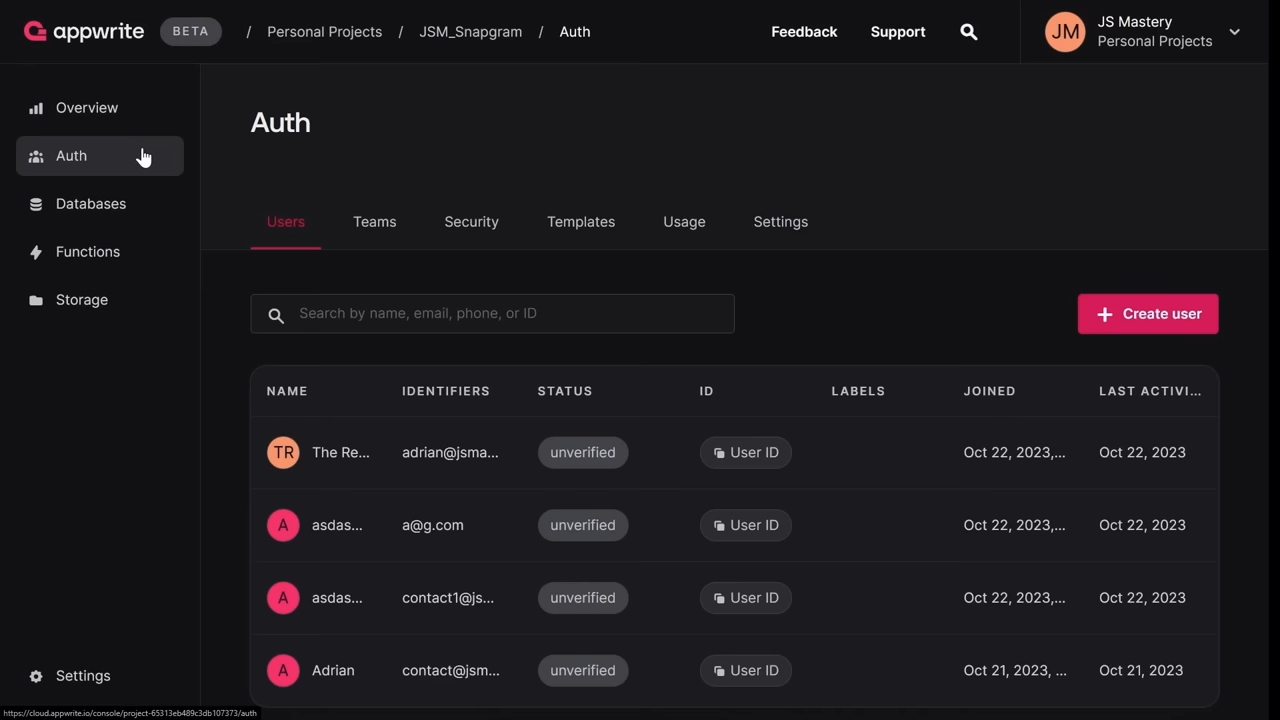 appwrite BETA / Personal Projects / JSM_Snapgram / Auth Feedback Support JM JS Mastery
Personal Projects
Overview
Auth
Databases
Functions
Storage
Settings
Auth
Users Teams Security Templates Usage Settings
Search by name, email, phone, or ID + Create user
NAME IDENTIFIERS STATUS ID LABELS JOINED LAST ACTIVI...
TR The Re... adrian@jsma... unverified User ID Oct 22, 2023,... Oct 22, 2023
A asdas... a@g.com unverified User ID Oct 22, 2023,... Oct 22, 2023
A asdas... contact1@js... unverified User ID Oct 22, 2023,... Oct 22, 2023
A Adrian contact@jsm... unverified User ID Oct 21, 2023, ... Oct 21, 2023
https://cloud.appwrite.io/console/project-65313eb489c3db107373/auth